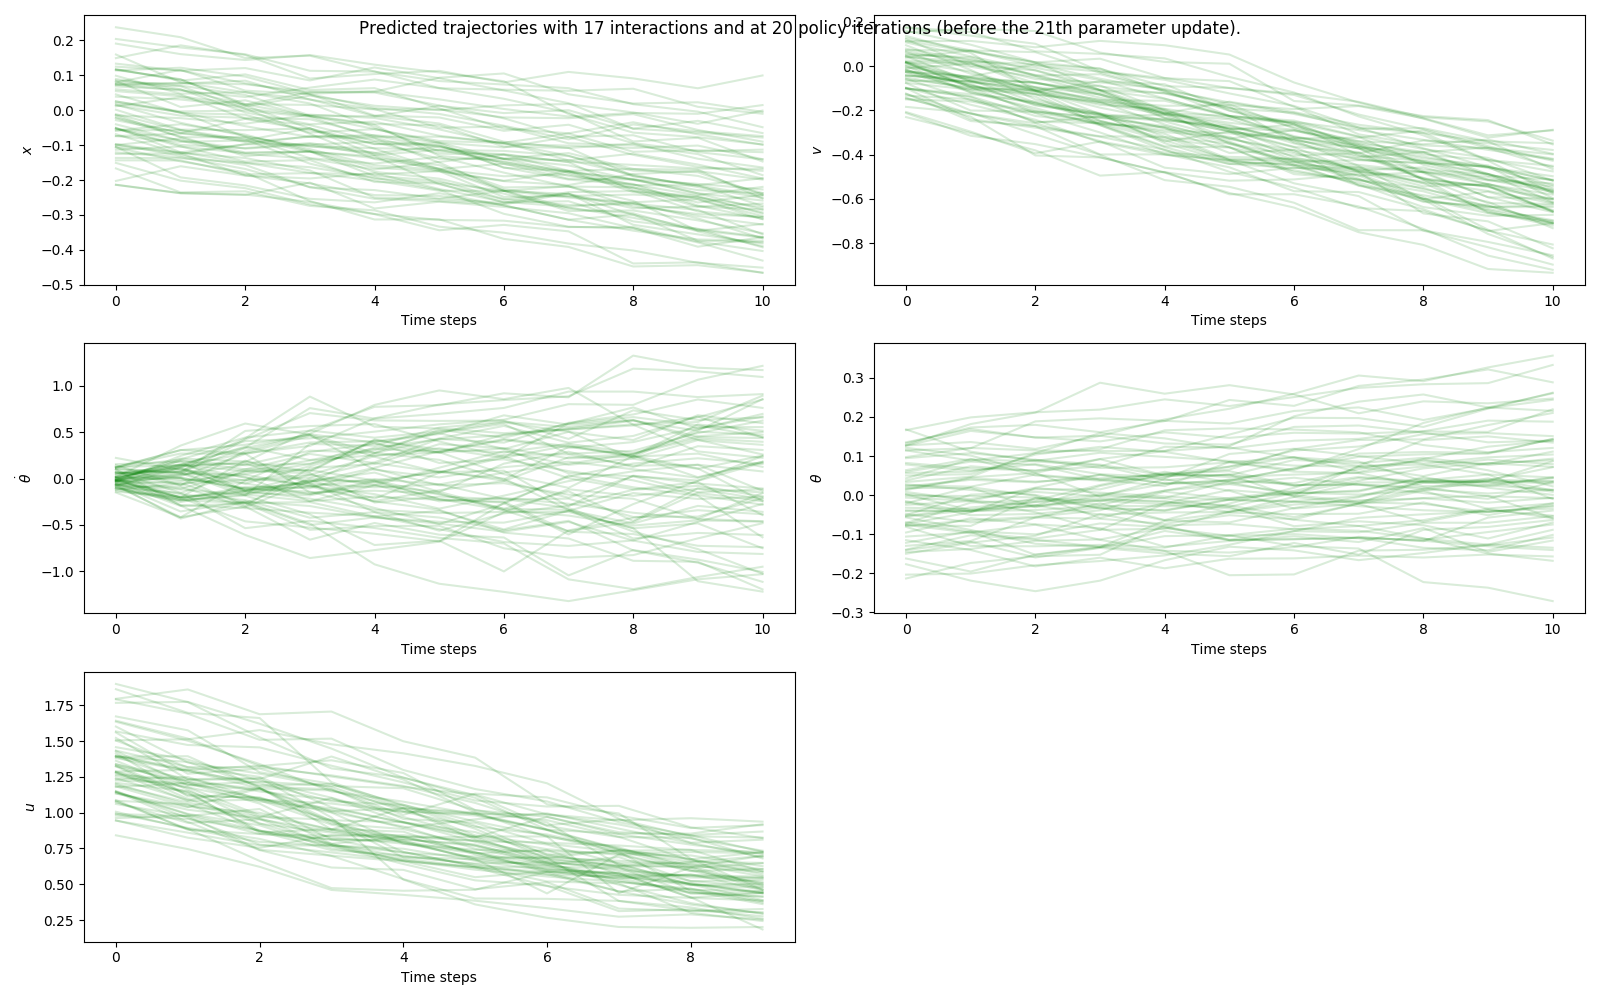 Predicted trajectories with 17 interactions and at 20 policy iterations (before the 21th parameter update).
0.2
0.1
0.0
−0.1
−0.2
−0.3
−0.4
−0.5
x
0 2 4 6 8 10
Time steps
0.2
0.0
−0.2
−0.4
−0.6
−0.8
v
0 2 4 6 8 10
Time steps
1.0
0.5
0.0
−0.5
−1.0
θ̇
0 2 4 6 8 10
Time steps
0.3
0.2
0.1
0.0
−0.1
−0.2
−0.3
θ
0 2 4 6 8 10
Time steps
1.75
1.50
1.25
1.00
0.75
0.50
0.25
u
0 2 4 6 8
Time steps